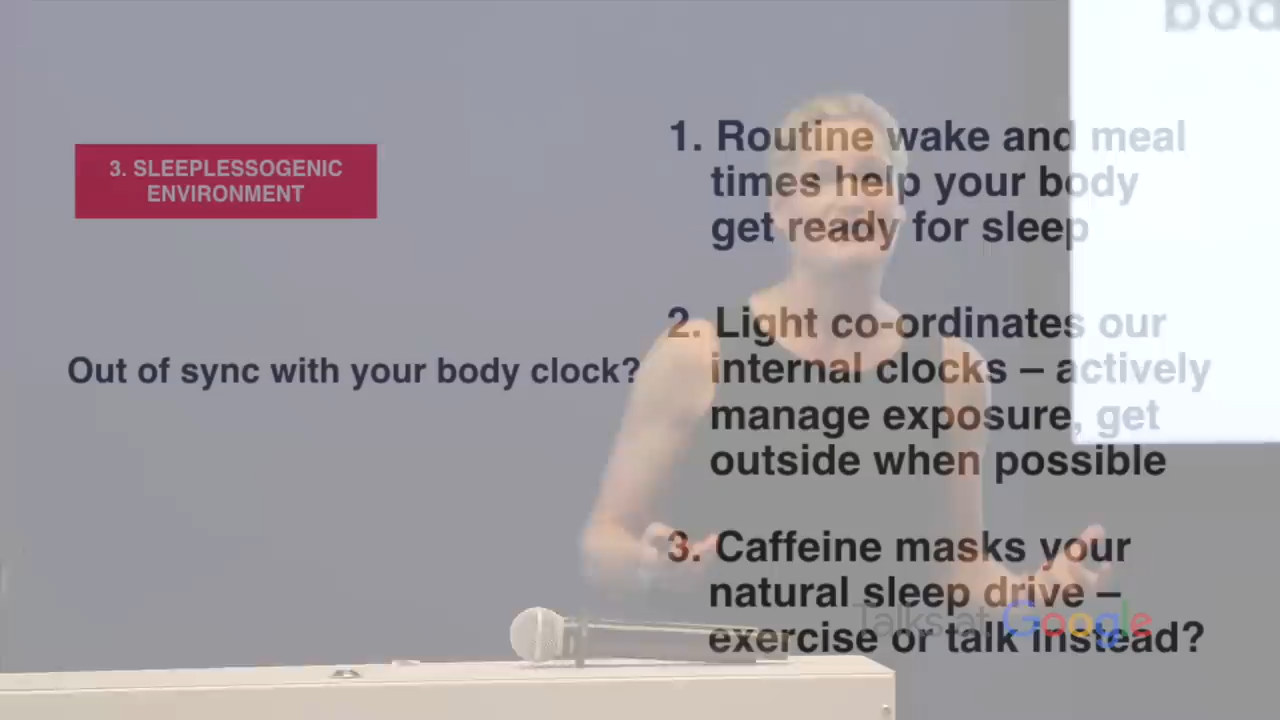 bod
3. SLEEPLESSOGENIC
ENVIRONMENT
Out of sync with your body clock?
1. Routine wake and meal
times help your body
get ready for sleep
2. Light co-ordinates our
internal clocks – actively
manage exposure, get
outside when possible
3. Caffeine masks your
natural sleep drive –
exercise or talk instead?
Talks at Google